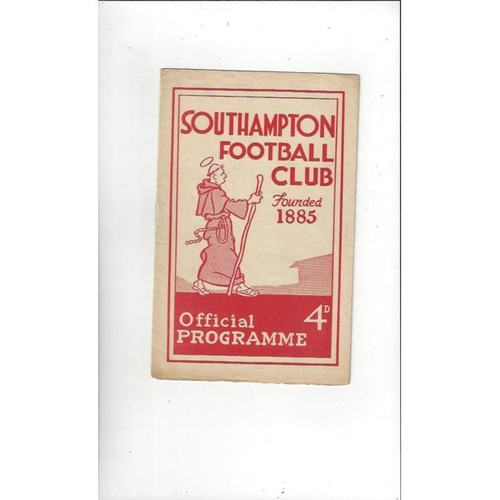 SOUTHAMPTON
FOOTBALL
CLUB
Founded
1885
Official 4D
PROGRAMME